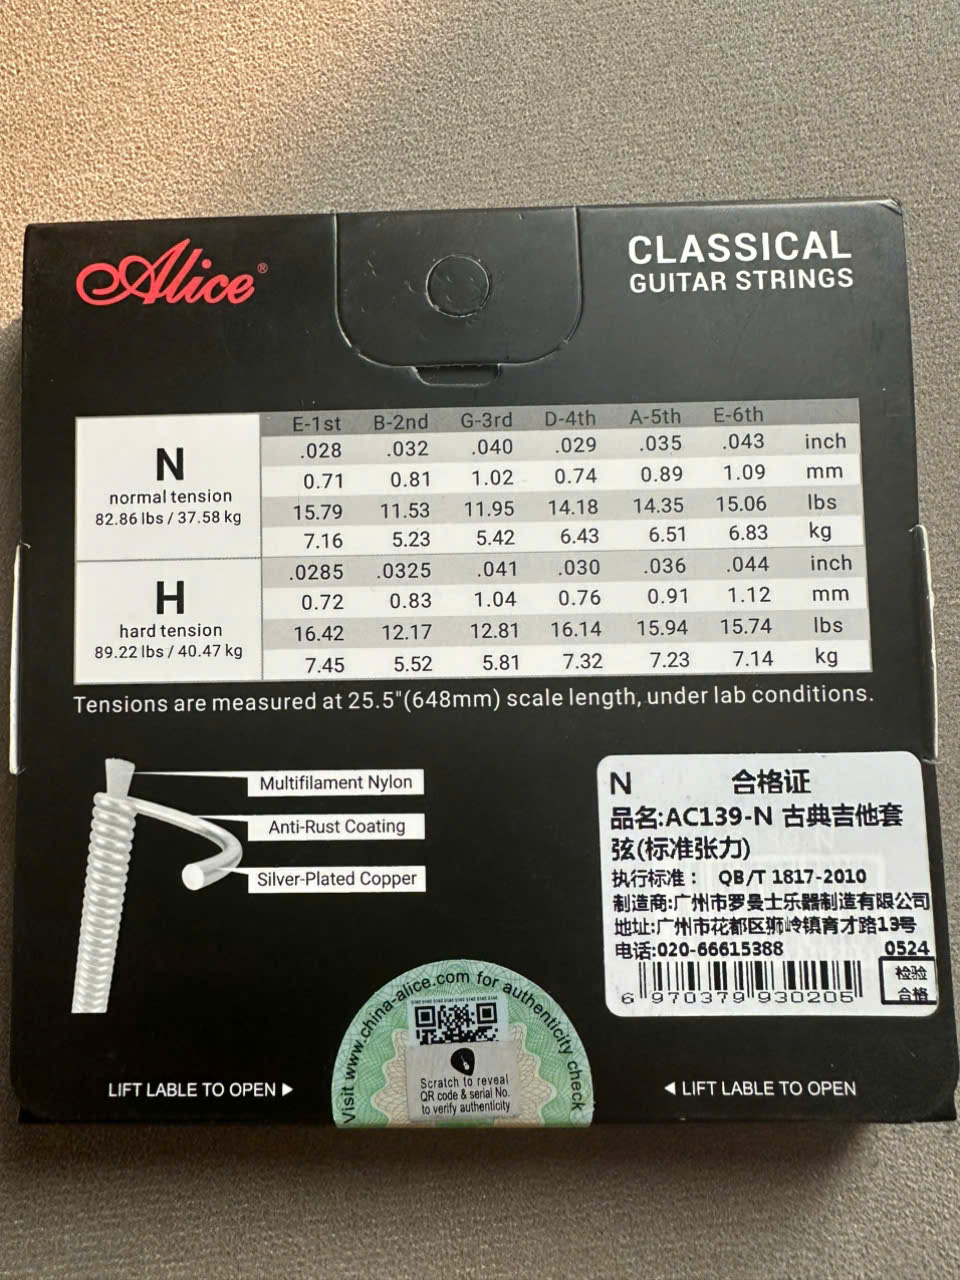 Alice®
CLASSICAL
GUITAR STRINGS
E-1st B-2nd G-3rd D-4th A-5th E-6th
N
normal tension
82.86 lbs / 37.58 kg
.028 .032 .040 .029 .035 .043 inch
0.71 0.81 1.02 0.74 0.89 1.09 mm
15.79 11.53 11.95 14.18 14.35 15.06 lbs
7.16 5.23 5.42 6.43 6.51 6.83 kg
H
hard tension
89.22 lbs / 40.47 kg
.0285 .0325 .041 .030 .036 .044 inch
0.72 0.83 1.04 0.76 0.91 1.12 mm
16.42 12.17 12.81 16.14 15.94 15.74 lbs
7.45 5.52 5.81 7.32 7.23 7.14 kg
Tensions are measured at 25.5"(648mm) scale length, under lab conditions.
Multifilament Nylon
Anti-Rust Coating
Silver-Plated Copper
N 合格证
品名:AC139-N 古典吉他套
弦(标准张力)
执行标准： QB/T 1817-2010
制造商:广州市罗曼士乐器制造有限公司
地址:广州市花都区狮岭镇育才路13号
电话:020-66615388 0524
检验
合格
6 970379 930205
Visit www.china-alice.com for authenticity check
Scratch to reveal
QR code & serial No.
to verify authenticity
LIFT LABLE TO OPEN ▶
◀ LIFT LABLE TO OPEN